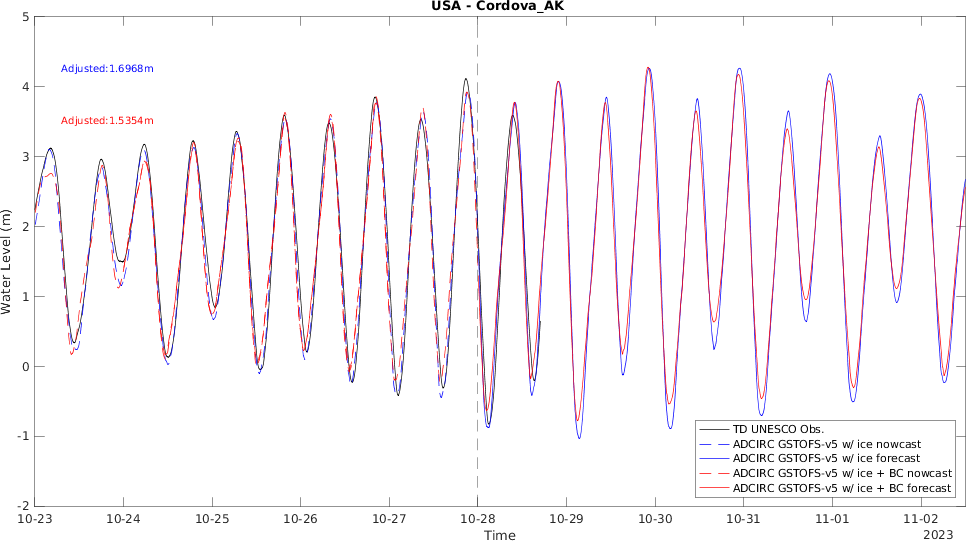 USA - Cordova_AK
5
4
3
2
1
0
-1
-2
Water Level (m)
Adjusted:1.6968m
Adjusted:1.5354m
TD UNESCO Obs.
ADCIRC GSTOFS-v5 w/ ice nowcast
ADCIRC GSTOFS-v5 w/ ice forecast
ADCIRC GSTOFS-v5 w/ ice + BC nowcast
ADCIRC GSTOFS-v5 w/ ice + BC forecast
10-23 10-24 10-25 10-26 10-27 10-28 10-29 10-30 10-31 11-01 11-02
Time
2023